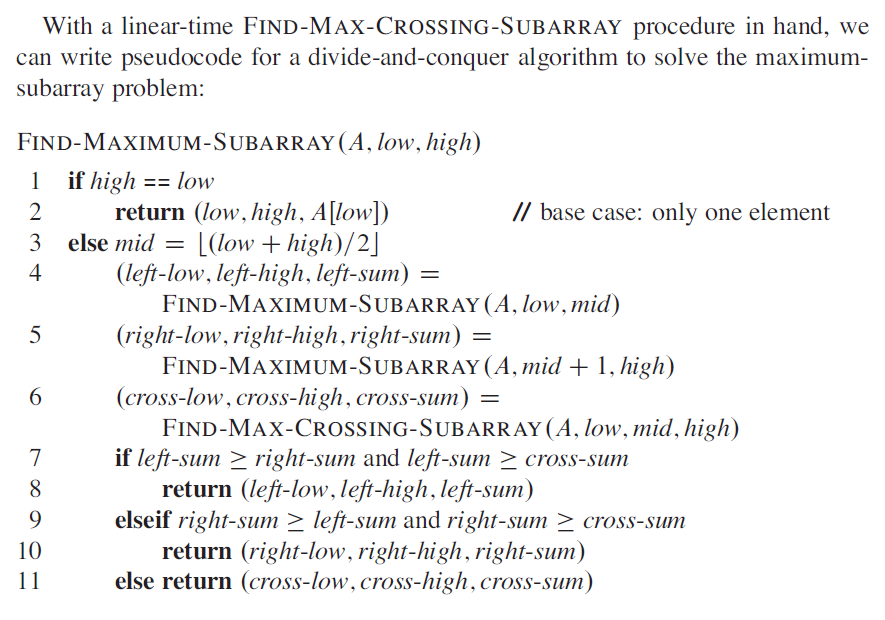 With a linear-time FIND-MAX-CROSSING-SUBARRAY procedure in hand, we
can write pseudocode for a divide-and-conquer algorithm to solve the maximum-
subarray problem:
FIND-MAXIMUM-SUBARRAY(A, low, high)
1 if high == low
2 return (low, high, A[low]) // base case: only one element
3 else mid = ⌊(low + high)/2⌋
4 (left-low, left-high, left-sum) =
FIND-MAXIMUM-SUBARRAY(A, low, mid)
5 (right-low, right-high, right-sum) =
FIND-MAXIMUM-SUBARRAY(A, mid + 1, high)
6 (cross-low, cross-high, cross-sum) =
FIND-MAX-CROSSING-SUBARRAY(A, low, mid, high)
7 if left-sum ≥ right-sum and left-sum ≥ cross-sum
8 return (left-low, left-high, left-sum)
9 elseif right-sum ≥ left-sum and right-sum ≥ cross-sum
10 return (right-low, right-high, right-sum)
11 else return (cross-low, cross-high, cross-sum)